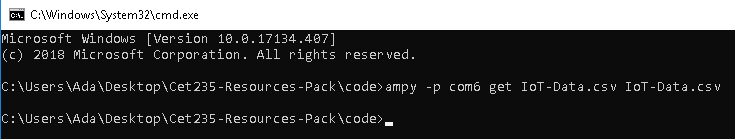 C:\Windows\System32\cmd.exe
Microsoft Windows [Version 10.0.17134.407]
(c) 2018 Microsoft Corporation. All rights reserved.
C:\Users\Ada\Desktop\Cet235-Resources-Pack\code>ampy -p com6 get IoT-Data.csv IoT-Data.csv
C:\Users\Ada\Desktop\Cet235-Resources-Pack\code>